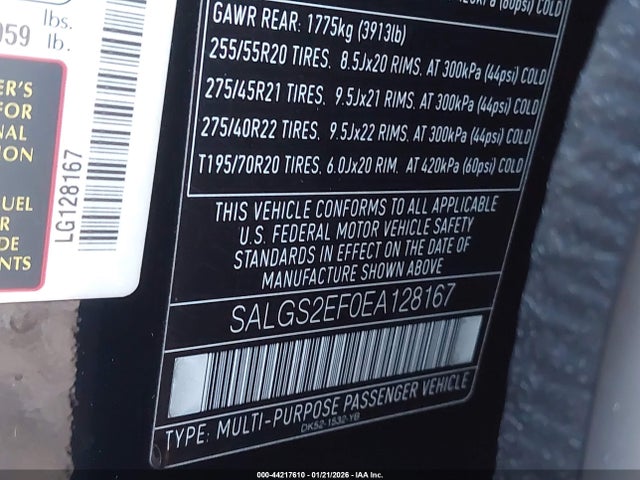 lbs.
059
lb.
ER'S
FOR
NAL
TION
UEL
R
DE
NTS
LG128167
(60psi) COLD
GAWR REAR: 1775kg (3913lb)
255/55R20 TIRES, 8.5Jx20 RIMS, AT 300kPa (44psi) COLD
275/45R21 TIRES, 9.5Jx21 RIMS, AT 300kPa (44psi) COLD
275/40R22 TIRES, 9.5Jx22 RIMS, AT 300kPa (44psi) COLD
T195/70R20 TIRES, 6.0Jx20 RIM, AT 420kPa (60psi) COLD
THIS VEHICLE CONFORMS TO ALL APPLICABLE
U.S. FEDERAL MOTOR VEHICLE SAFETY
STANDARDS IN EFFECT ON THE DATE OF
MANUFACTURE SHOWN ABOVE
SALGS2EF0EA128167
TYPE: MULTI-PURPOSE PASSENGER VEHICLE
DK52-1532-YB
000-44217610 - 01/21/2026 - IAA Inc.